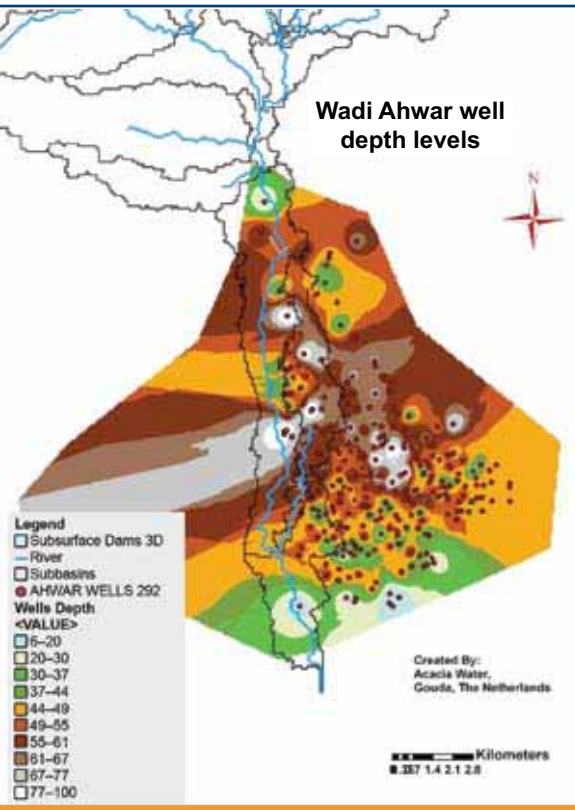 Wadi Ahwar well
depth levels
N
Legend
Subsurface Dams 3D
River
Subbasins
AHWAR WELLS 292
Wells Depth
<VALUE>
6–20
20–30
30–37
37–44
44–49
49–55
55–61
61–67
67–77
77–100
Created By:
Acacia Water,
Gouda, The Netherlands
Kilometers
1.4 2.1 2.8